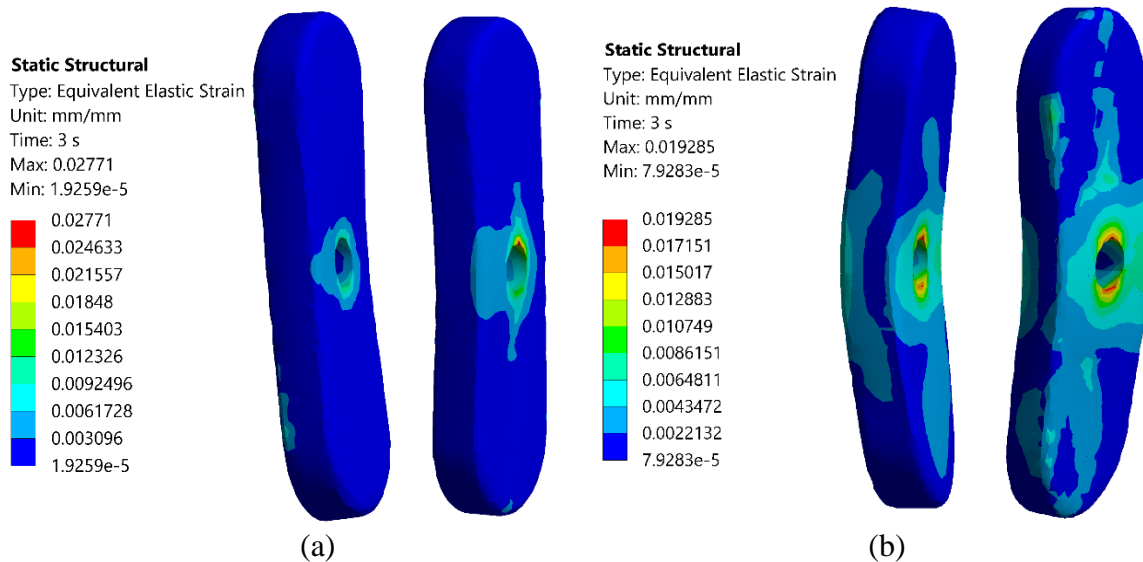 Static Structural
Type: Equivalent Elastic Strain
Unit: mm/mm
Time: 3 s
Max: 0.02771
Min: 1.9259e-5
0.02771
0.024633
0.021557
0.01848
0.015403
0.012326
0.0092496
0.0061728
0.003096
1.9259e-5
(a)
Static Structural
Type: Equivalent Elastic Strain
Unit: mm/mm
Time: 3 s
Max: 0.019285
Min: 7.9283e-5
0.019285
0.017151
0.015017
0.012883
0.010749
0.0086151
0.0064811
0.0043472
0.0022132
7.9283e-5
(b)